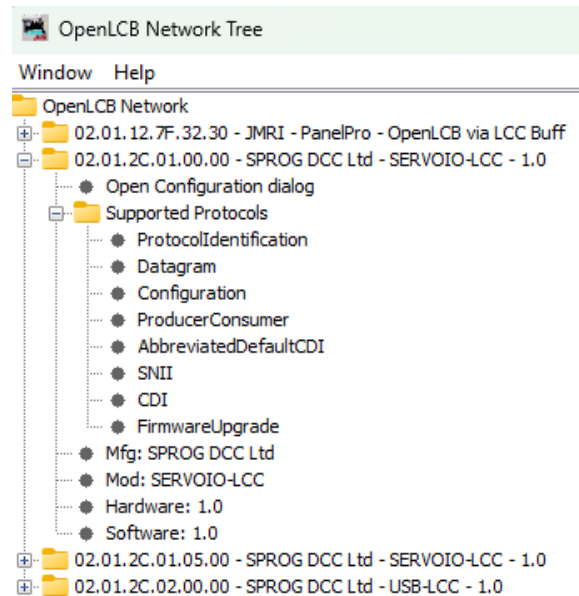 OpenLCB Network Tree
Window Help
OpenLCB Network
02.01.12.7F.32.30 - JMRI - PanelPro - OpenLCB via LCC Buff
02.01.2C.01.00.00 - SPROG DCC Ltd - SERVOIO-LCC - 1.0
Open Configuration dialog
Supported Protocols
ProtocolIdentification
Datagram
Configuration
ProducerConsumer
AbbreviatedDefaultCDI
SNII
CDI
FirmwareUpgrade
Mfg: SPROG DCC Ltd
Mod: SERVOIO-LCC
Hardware: 1.0
Software: 1.0
02.01.2C.01.05.00 - SPROG DCC Ltd - SERVOIO-LCC - 1.0
02.01.2C.02.00.00 - SPROG DCC Ltd - USB-LCC - 1.0